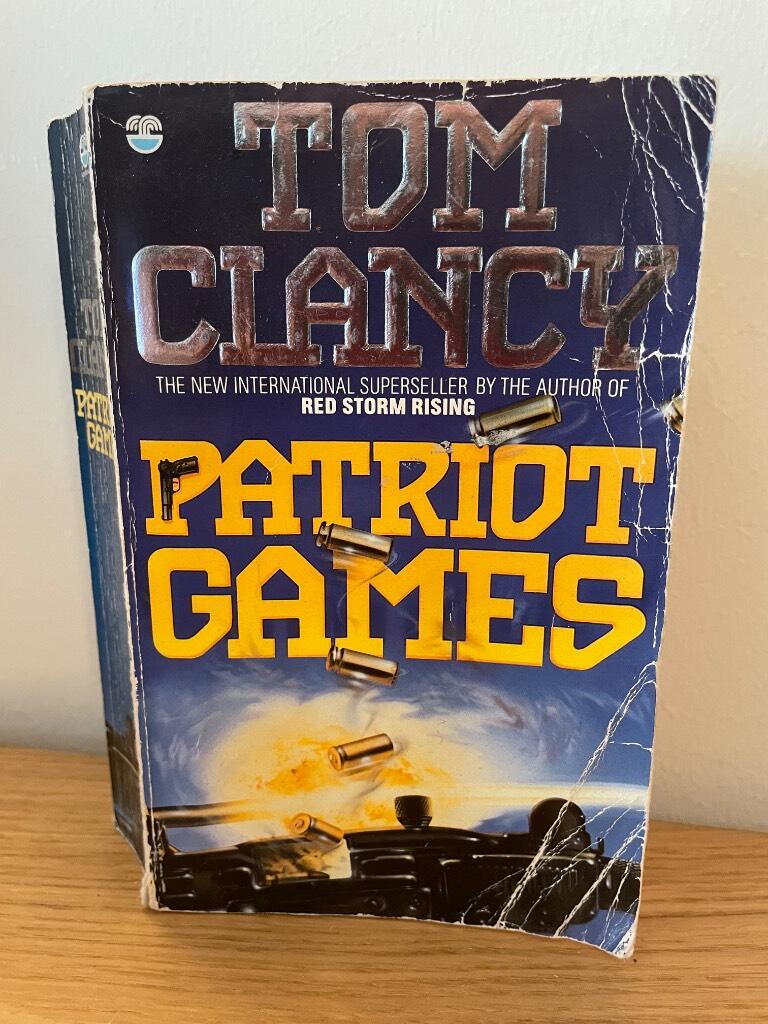 TOM
CLANCY
THE NEW INTERNATIONAL SUPERSELLER BY THE AUTHOR OF
RED STORM RISING
PATRIOT
GAMES